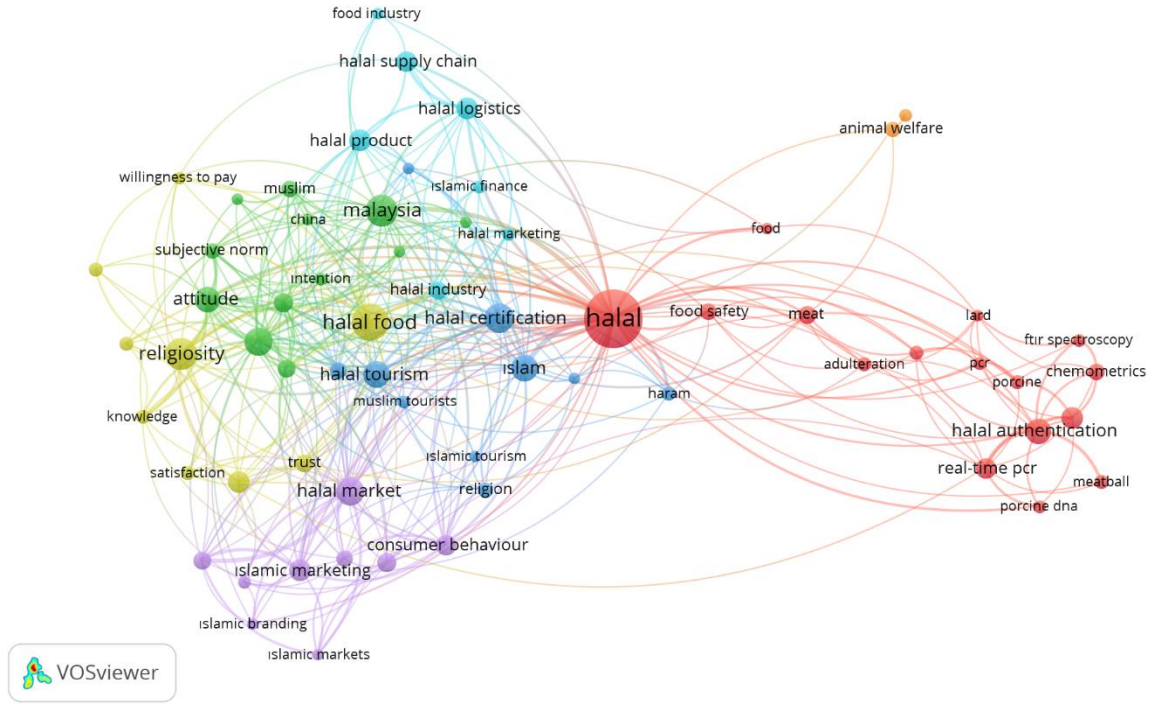 food industry
halal supply chain
halal logistics
animal welfare
halal product
willingness to pay
muslim
ıslamic finance
malaysia
china
food
halal marketing
subjective norm
ıntention
halal industry
attitude
halal food
halal certification
halal
food safety
meat
lard
ftır spectroscopy
religiosity
adulteration
pcr
chemometrics
halal tourism
ıslam
porcine
muslim tourists
haram
knowledge
halal authentication
ıslamic tourism
trust
satisfaction
real-time pcr
halal market
religion
meatball
porcine dna
consumer behaviour
ıslamic marketing
ıslamic branding
ıslamic markets
VOSviewer